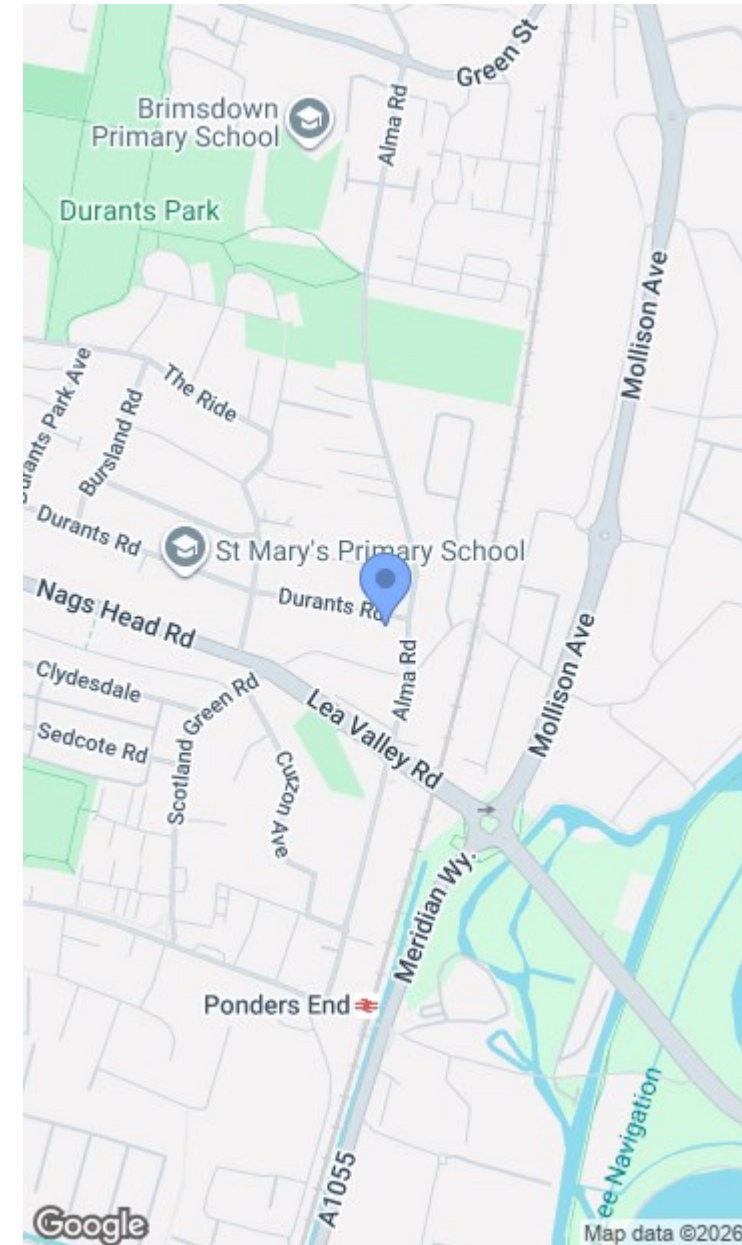 Green St
Brimsdown
Primary School
Alma Rd
Durants Park
Mollison Ave
The Ride
Durants Park Ave
Bursland Rd
Durants Rd
St Mary's Primary School
Durants Rd
Nags Head Rd
Alma Rd
Clydesdale
Scotland Green Rd
Lea Valley Rd
Mollison Ave
Sedcote Rd
Curzon Ave
Meridian Wy.
Ponders End
ee Navigation
A1055
Google
Map data ©2026